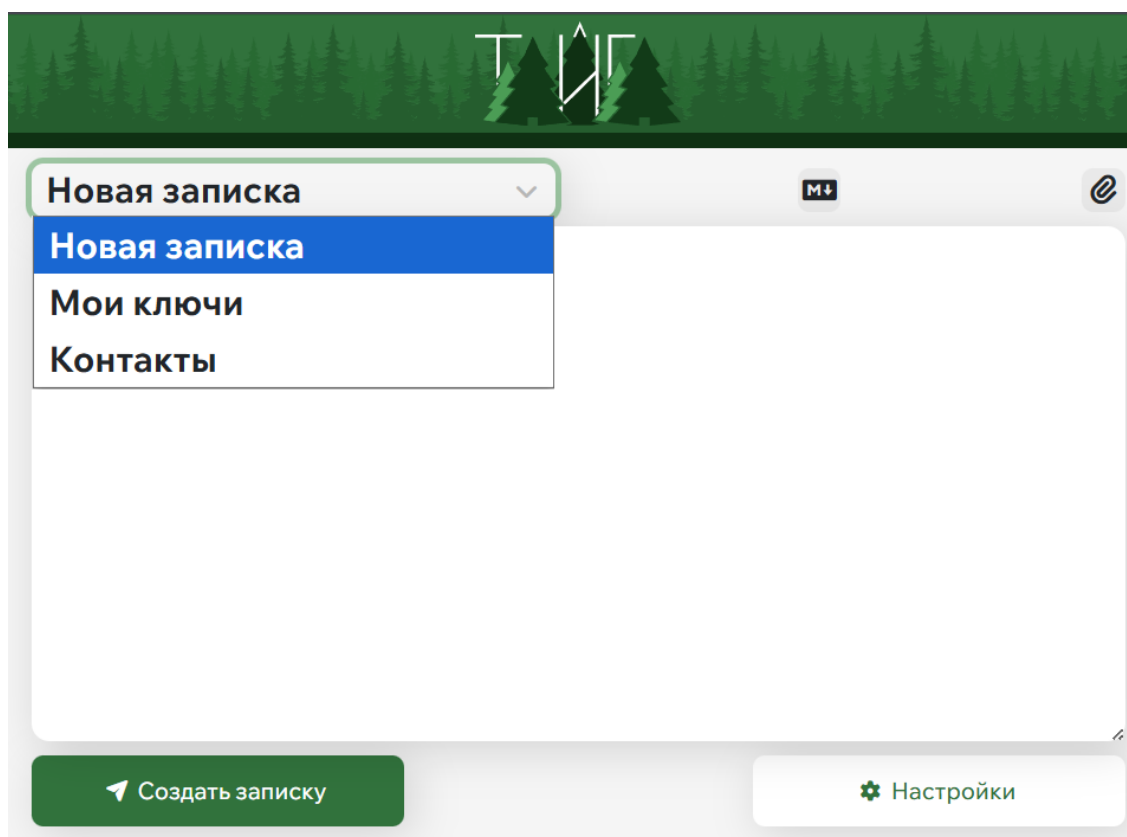 ТАЙГА
Новая записка
M
Новая записка
Мои ключи
Контакты
Создать записку
Настройки